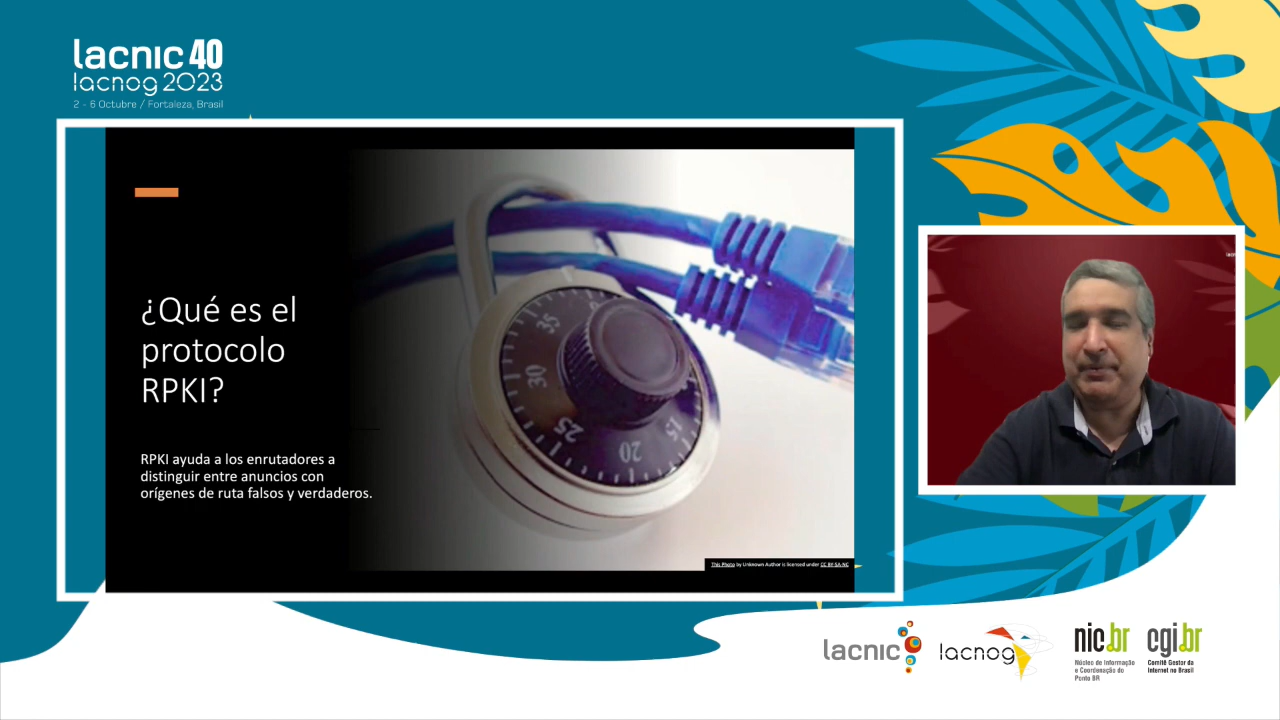 lacnic 40
lacnog 2023
2 - 6 Octubre / Fortaleza, Brasil
¿Qué es el
protocolo
RPKI?
RPKI ayuda a los enrutadores a
distinguir entre anuncios con
orígenes de ruta falsos y verdaderos.
35
30
25
20
15
This Photo by Unknown Author is licensed under CC BY-SA-NC
lacnic
lacnog
nic.br
Núcleo de Informação
e Coordenação do
Ponto BR
cgi.br
Comitê Gestor da
Internet no Brasil